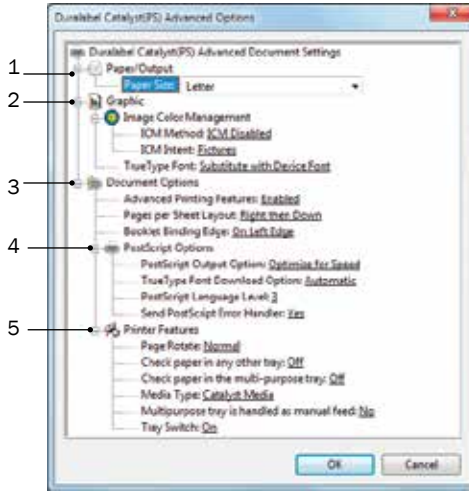 Duralabel Catalyst(PS) Advanced Options
Duralabel Catalyst(PS) Advanced Document Settings
1
Paper/Output
Paper Size: Letter
2
Graphic
Image Color Management
ICM Method: ICM Disabled
ICM Intent: Pictures
TrueType Font: Substitute with Device Font
3
Document Options
Advanced Printing Features: Enabled
Pages per Sheet Layout: Right then Down
Booklet Binding Edge: On Left Edge
4
PostScript Options
PostScript Output Option: Optimize for Speed
TrueType Font Download Option: Automatic
PostScript Language Level: 3
Send PostScript Error Handler: Yes
5
Printer Features
Page Rotate: Normal
Check paper in any other tray: Off
Check paper in the multi-purpose tray: Off
Media Type: Catalyst Media
Multipurpose tray is handled as manual feed: No
Tray Switch: On
OK
Cancel